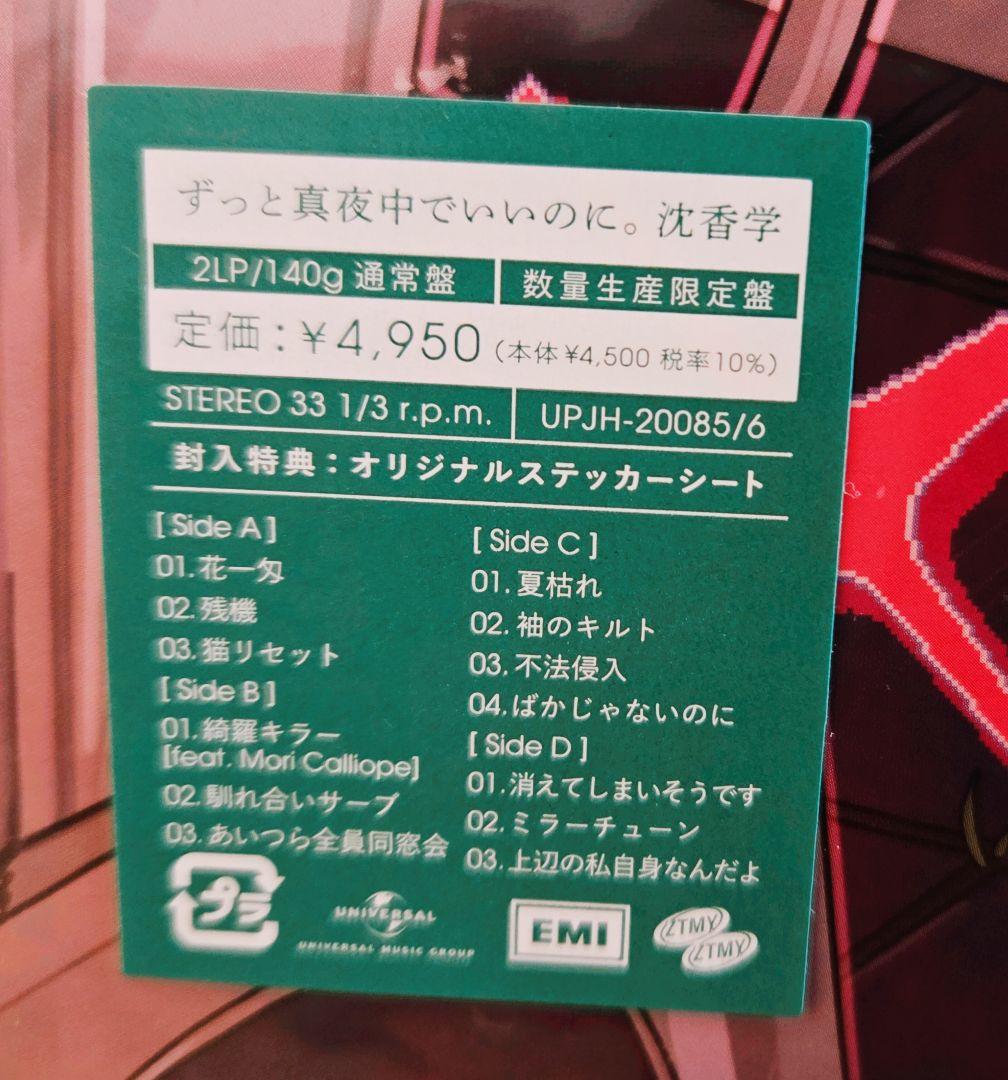 ずっと真夜中でいいのに。沈香学
2LP/140g 通常盤
数量生産限定盤
定価：¥4,950（本体 ¥4,500 税率10%）
STEREO 33 1/3 r.p.m.
UPJH-20085/6
封入特典：オリジナルステッカーシート
[ Side A ]
01.花一匁
02.残機
03.猫リセット
[ Side B ]
01.綺羅キラー
[feat. Mori Calliope]
02.馴れ合いサーブ
03.あいつら全員同窓会
[ Side C ]
01.夏枯れ
02.袖のキルト
03.不法侵入
04.ばかじゃないのに
[ Side D ]
01.消えてしまいそうです
02.ミラーチューン
03.上辺の私自身なんだよ
プラ
UNIVERSAL
UNIVERSAL MUSIC GROUP
EMI
ZTMY
ZTMY